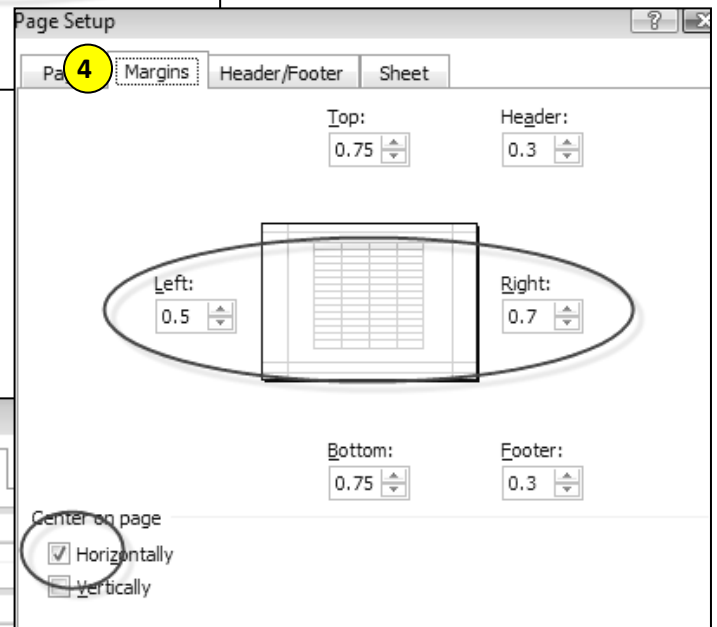 Page Setup
4 Margins Header/Footer Sheet
Top: Header:
0.75 0.3
Left: Right:
0.5 0.7
Bottom: Footer:
0.75 0.3
Center on page
Horizontally
Vertically